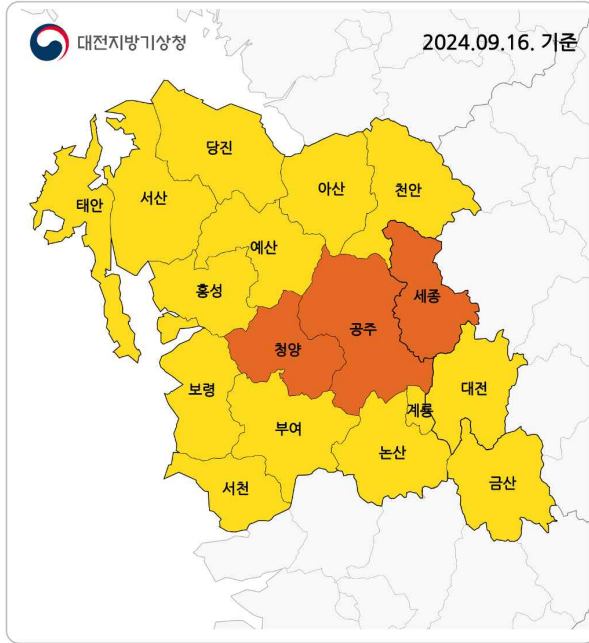 대전지방기상청
2024.09.16. 기준
당진
아산
천안
태안
서산
예산
홍성
세종
공주
청양
보령
대전
계룡
부여
논산
서천
금산